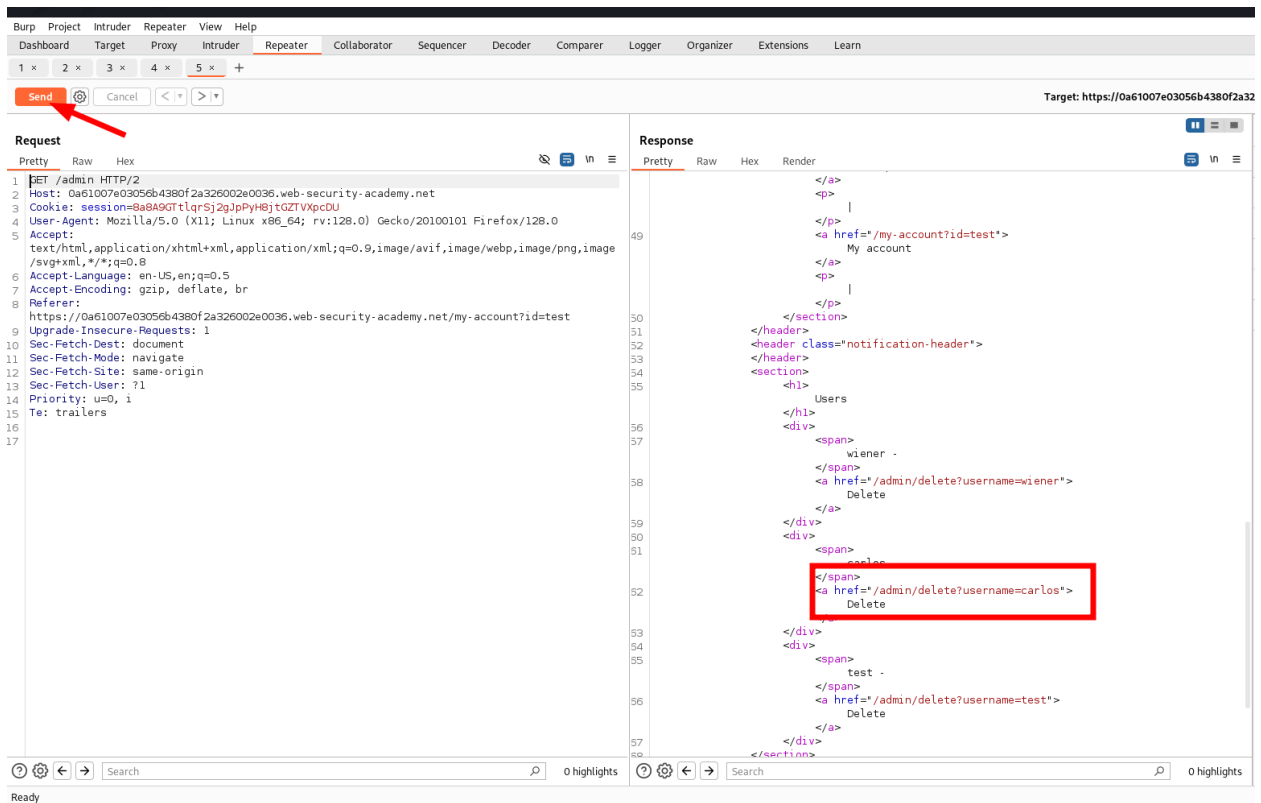 Burp Project Intruder Repeater View Help
Dashboard Target Proxy Intruder Repeater Collaborator Sequencer Decoder Comparer Logger Organizer Extensions Learn
1 × 2 × 3 × 4 × 5 × +
Send Cancel < > Target: https://0a61007e03056b4380f2a32
Request
Pretty Raw Hex \n
1 GET /admin HTTP/2
2 Host: 0a61007e03056b4380f2a326002e0036.web-security-academy.net
3 Cookie: session=8a8A9GTtlqrSj2gJpPyH8jtGZTVXpcDU
4 User-Agent: Mozilla/5.0 (X11; Linux x86_64; rv:128.0) Gecko/20100101 Firefox/128.0
5 Accept:
text/html,application/xhtml+xml,application/xml;q=0.9,image/avif,image/webp,image/png,image
/svg+xml,*/*;q=0.8
6 Accept-Language: en-US,en;q=0.5
7 Accept-Encoding: gzip, deflate, br
8 Referer:
https://0a61007e03056b4380f2a326002e0036.web-security-academy.net/my-account?id=test
9 Upgrade-Insecure-Requests: 1
10 Sec-Fetch-Dest: document
11 Sec-Fetch-Mode: navigate
12 Sec-Fetch-Site: same-origin
13 Sec-Fetch-User: ?1
14 Priority: u=0, i
15 Te: trailers
16
17
Response
Pretty Raw Hex Render \n
</a>
<p>
|
</p>
49 <a href="/my-account?id=test">
My account
</a>
<p>
|
</p>
50 </section>
51 </header>
52 <header class="notification-header">
53 </header>
54 <section>
55 <h1>
Users
</h1>
56 <div>
57 <span>
wiener -
</span>
58 <a href="/admin/delete?username=wiener">
Delete
</a>
59 </div>
60 <div>
61 <span>
carlos
</span>
52 <a href="/admin/delete?username=carlos">
Delete
53 </div>
54 <div>
55 <span>
test -
</span>
56 <a href="/admin/delete?username=test">
Delete
</a>
57 </div>
</section>
Search 0 highlights
Search 0 highlights
Ready